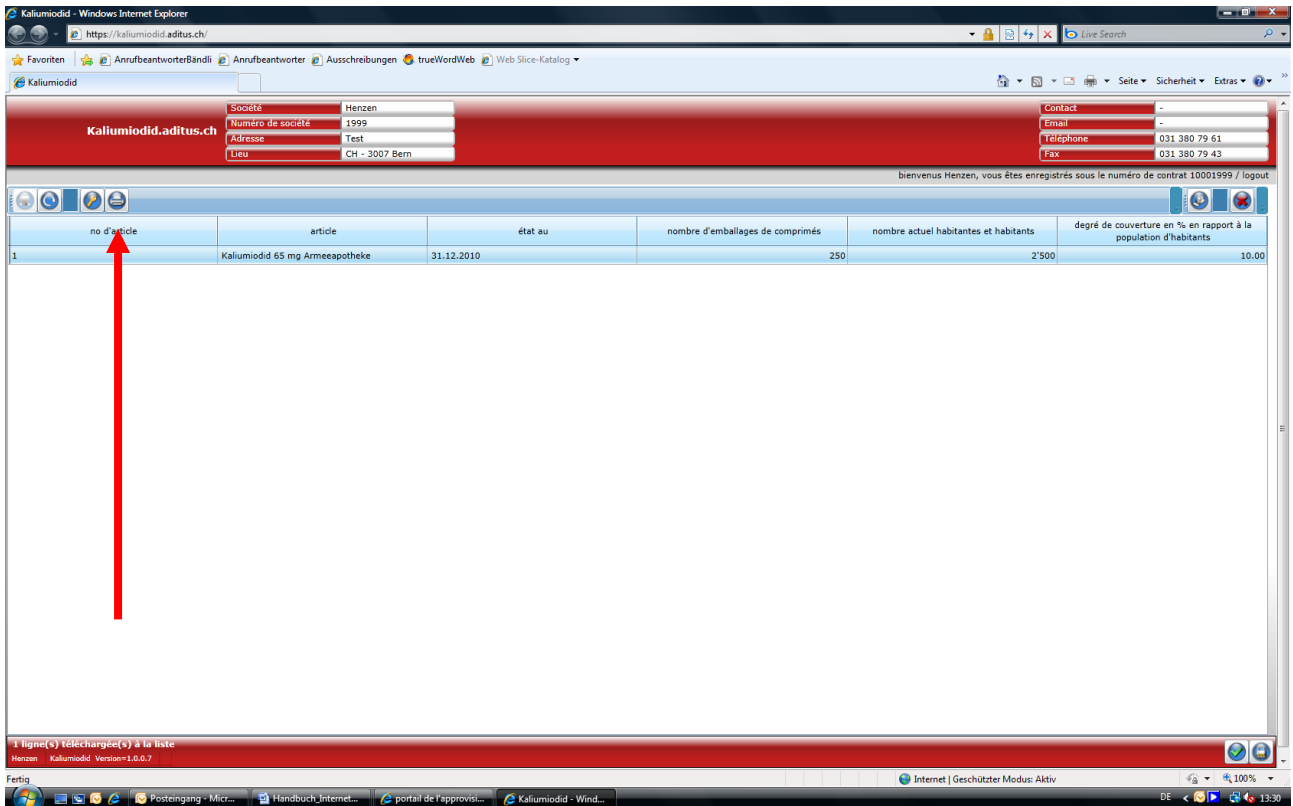 Kaliumiodid - Windows Internet Explorer
https://kaliumiodid.aditus.ch/
Live Search
Favoriten AnrufbeantworterBändli Anrufbeantworter Ausschreibungen trueWordWeb Web Slice-Katalog
Kaliumiodid
Seite Sicherheit Extras
Kaliumiodid.aditus.ch
Société Henzen
Numéro de société 1999
Adresse Test
Lieu CH - 3007 Bern
Contact -
Email -
Téléphone 031 380 79 61
Fax 031 380 79 43
bienvenus Henzen, vous êtes enregistrés sous le numéro de contrat 10001999 / logout
no d'article article état au nombre d'emballages de comprimés nombre actuel habitantes et habitants degré de couverture en % en rapport à la
population d'habitants
1 Kaliumiodid 65 mg Armeeapotheke 31.12.2010 250 2'500 10.00
1 ligne(s) téléchargée(s) à la liste
Henzen Kaliumiodid Version=1.0.0.7
Fertig
Internet | Geschützter Modus: Aktiv
100%
Posteingang - Micr... Handbuch_Internet... portail de l'approvisi... Kaliumiodid - Wind...
DE
13:30